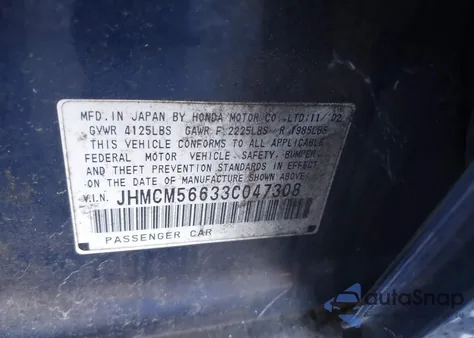 MFD. IN JAPAN BY HONDA MOTOR CO., LTD. 11/02
GVWR 4125LBS GAWR F 2225LBS R 1985LBS
THIS VEHICLE CONFORMS TO ALL APPLICABLE
FEDERAL MOTOR VEHICLE SAFETY, BUMPER,
AND THEFT PREVENTION STANDARDS IN EFFECT
ON THE DATE OF MANUFACTURE SHOWN ABOVE.
V.I.N. JHMCM56633C047308
PASSENGER CAR
autoSnap